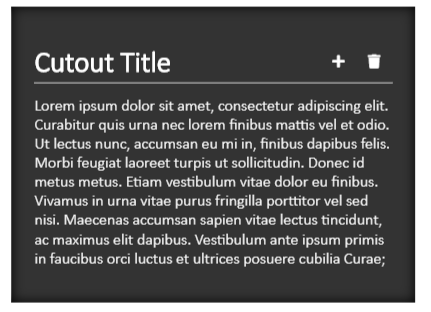 Cutout Title
Lorem ipsum dolor sit amet, consectetur adipiscing elit.
Curabitur quis urna nec lorem finibus mattis vel et odio.
Ut lectus nunc, accumsan eu mi in, finibus dapibus felis.
Morbi feugiat laoreet turpis ut sollicitudin. Donec id
metus metus. Etiam vestibulum vitae dolor eu finibus.
Vivamus in urna vitae purus fringilla porttitor vel sed
nisi. Maecenas accumsan sapien vitae lectus tincidunt,
ac maximus elit dapibus. Vestibulum ante ipsum primis
in faucibus orci luctus et ultrices posuere cubilia Curae;